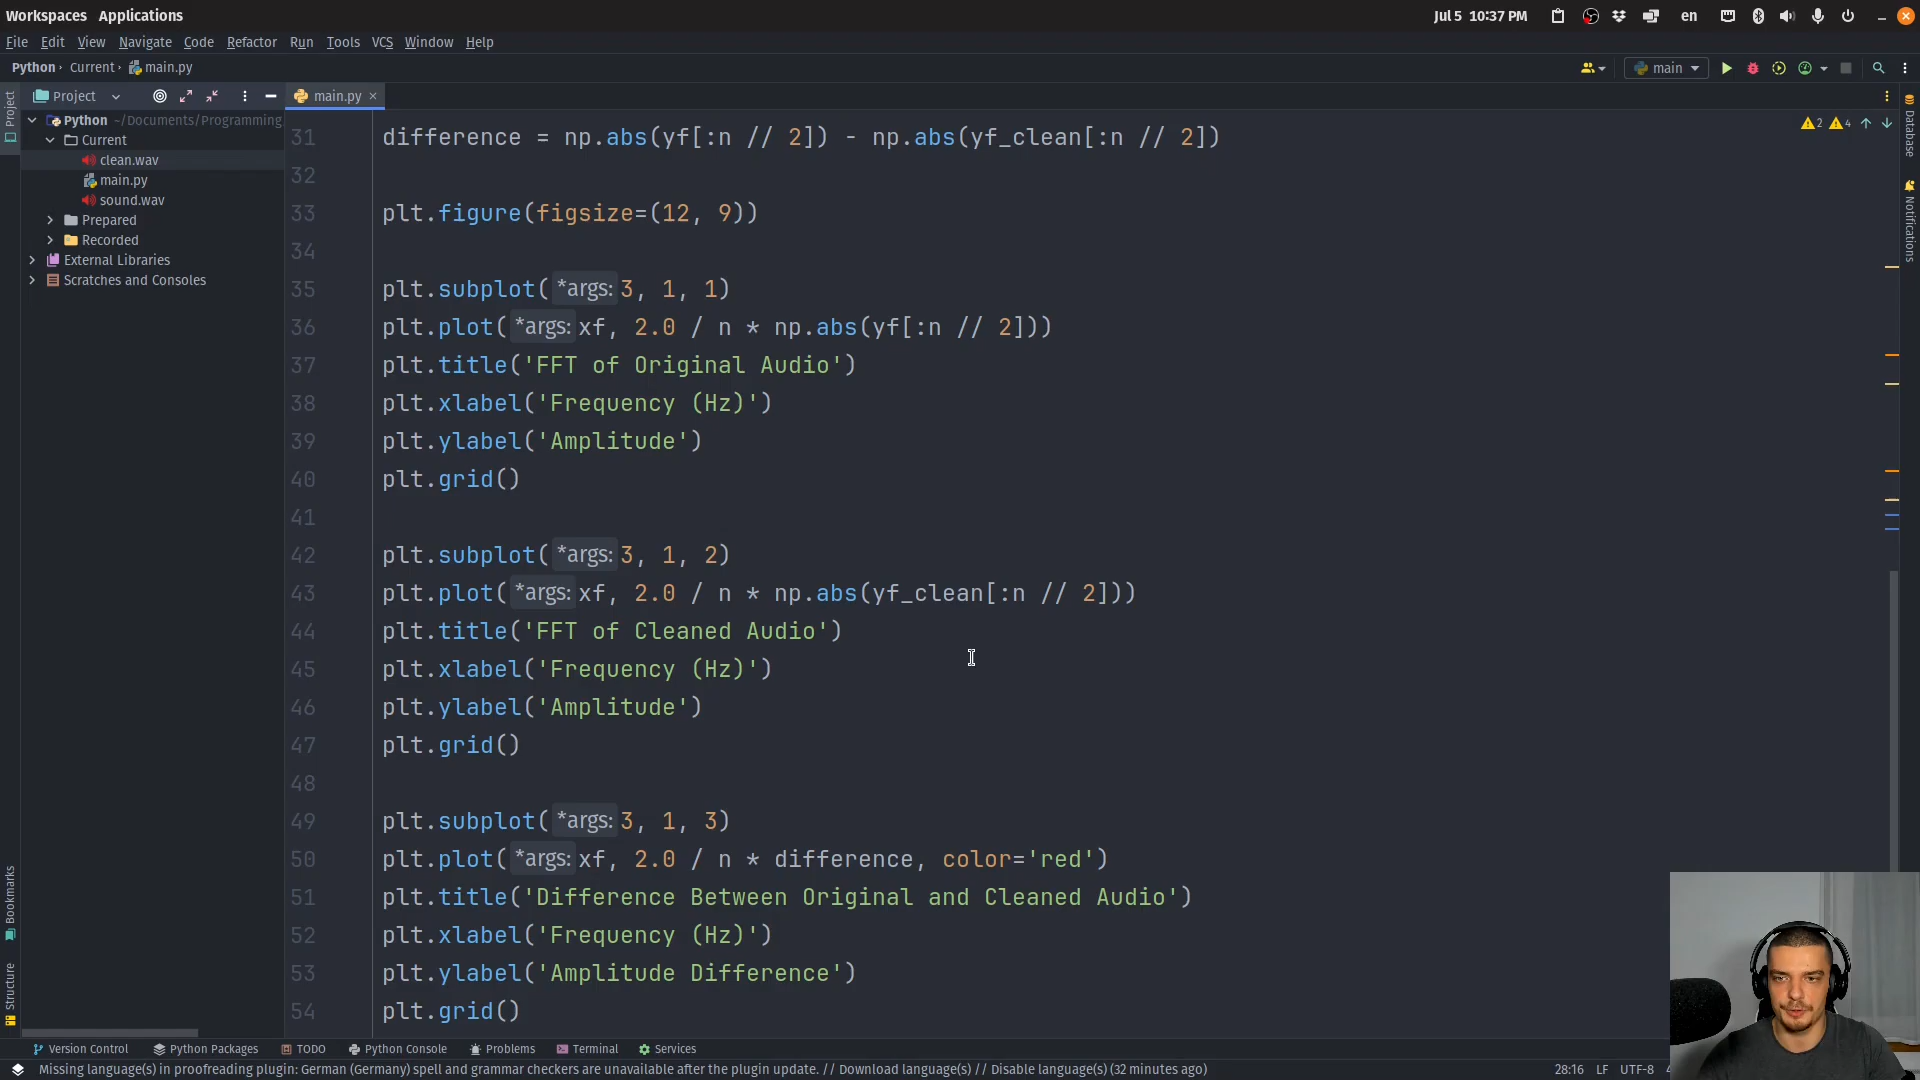 Workspaces Applications
Jul 5 10:37 PM
en
File Edit View Navigate Code Refactor Run Tools VCS Window Help
Python Current main.py
main
Project
main.py
Python ~/Documents/Programming
Current
clean.wav
main.py
sound.wav
Prepared
Recorded
External Libraries
Scratches and Consoles
2 4
31 difference = np.abs(yf[:n // 2]) - np.abs(yf_clean[:n // 2])
32
33 plt.figure(figsize=(12, 9))
34
35 plt.subplot( *args: 3, 1, 1)
36 plt.plot( *args: xf, 2.0 / n * np.abs(yf[:n // 2]))
37 plt.title('FFT of Original Audio')
38 plt.xlabel('Frequency (Hz)')
39 plt.ylabel('Amplitude')
40 plt.grid()
41
42 plt.subplot( *args: 3, 1, 2)
43 plt.plot( *args: xf, 2.0 / n * np.abs(yf_clean[:n // 2]))
44 plt.title('FFT of Cleaned Audio')
45 plt.xlabel('Frequency (Hz)')
46 plt.ylabel('Amplitude')
47 plt.grid()
48
49 plt.subplot( *args: 3, 1, 3)
50 plt.plot( *args: xf, 2.0 / n * difference, color='red')
51 plt.title('Difference Between Original and Cleaned Audio')
52 plt.xlabel('Frequency (Hz)')
53 plt.ylabel('Amplitude Difference')
54 plt.grid()
Project
Bookmarks
Structure
Database
Notifications
Version Control Python Packages TODO Python Console Problems Terminal Services
Missing language(s) in proofreading plugin: German (Germany) spell and grammar checkers are unavailable after the plugin update. // Download language(s) // Disable language(s) (32 minutes ago)
28:16 LF UTF-8